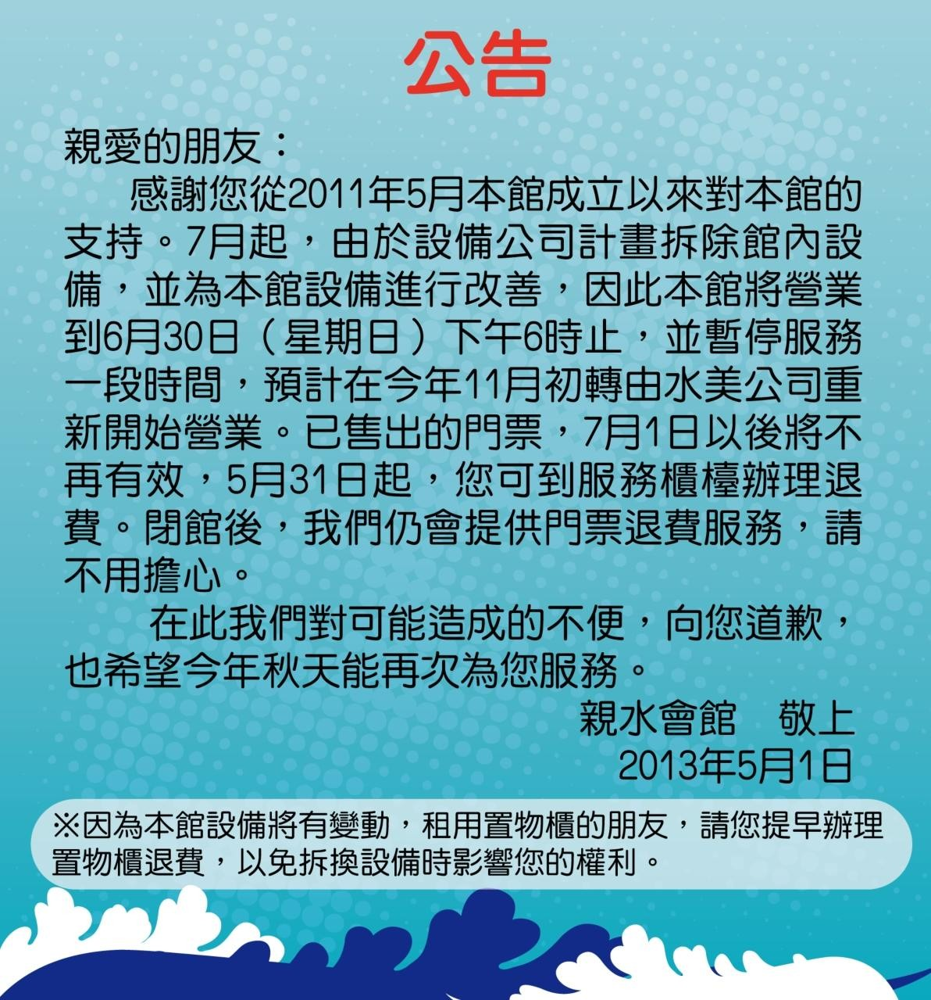 公告
親愛的朋友：
感謝您從2011年5月本館成立以來對本館的
支持。7月起，由於設備公司計畫拆除館內設
備，並為本館設備進行改善，因此本館將營業
到6月30日（星期日）下午6時止，並暫停服務
一段時間，預計在今年11月初轉由水美公司重
新開始營業。已售出的門票，7月1日以後將不
再有效，5月31日起，您可到服務櫃檯辦理退
費。閉館後，我們仍會提供門票退費服務，請
不用擔心。
在此我們對可能造成的不便，向您道歉，
也希望今年秋天能再次為您服務。
親水會館　敬上
2013年5月1日
※因為本館設備將有變動，租用置物櫃的朋友，請您提早辦理
置物櫃退費，以免拆換設備時影響您的權利。